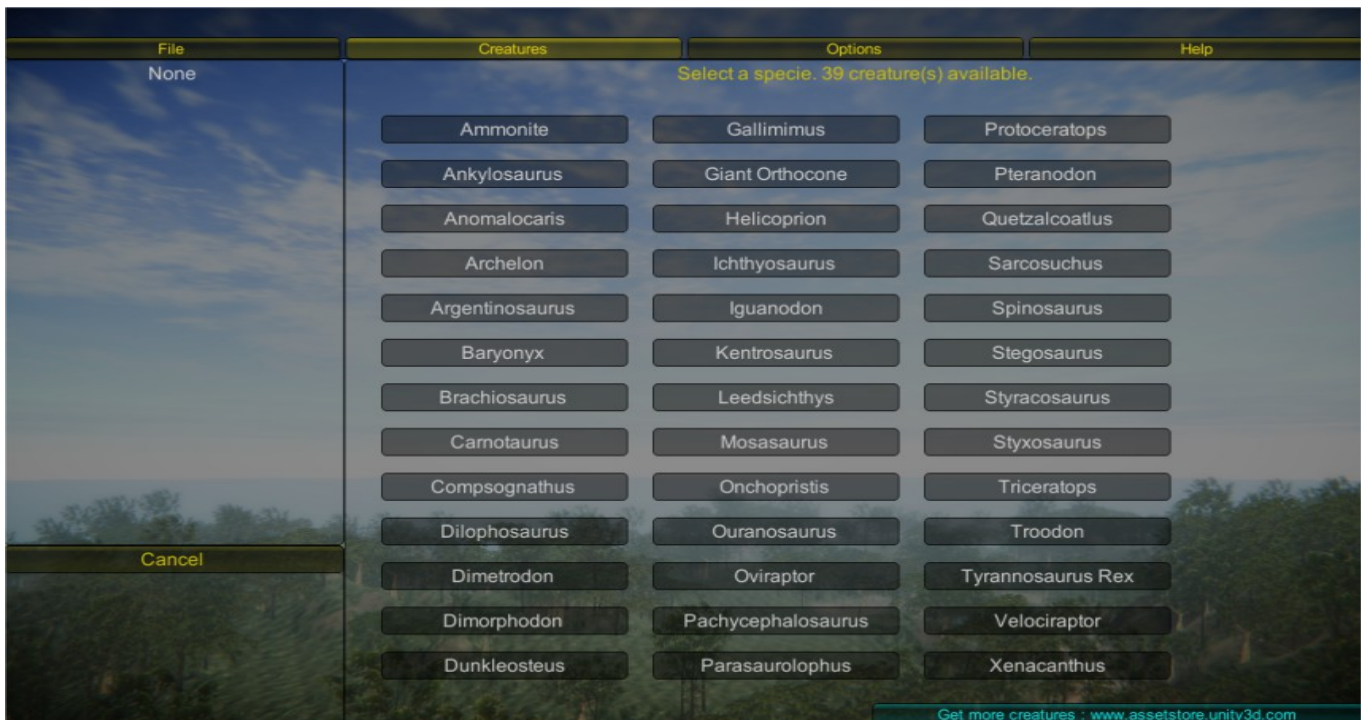 File Creatures Options Help
None
Select a specie. 39 creature(s) available.
Ammonite Gallimimus Protoceratops
Ankylosaurus Giant Orthocone Pteranodon
Anomalocaris Helicoprion Quetzalcoatlus
Archelon Ichthyosaurus Sarcosuchus
Argentinosaurus Iguanodon Spinosaurus
Baryonyx Kentrosaurus Stegosaurus
Brachiosaurus Leedsichthys Styracosaurus
Carnotaurus Mosasaurus Styxosaurus
Compsognathus Onchopristis Triceratops
Dilophosaurus Ouranosaurus Troodon
Cancel
Dimetrodon Oviraptor Tyrannosaurus Rex
Dimorphodon Pachycephalosaurus Velociraptor
Dunkleosteus Parasaurolophus Xenacanthus
Get more creatures : www.assetstore.unity3d.com